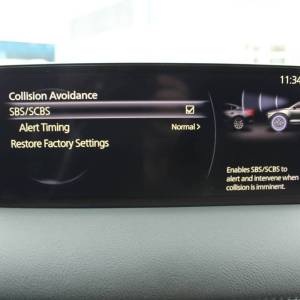 11:34
Collision Avoidance
SBS/SCBS
Alert Timing Normal >
Restore Factory Settings
Enables SBS/SCBS to
alert and intervene when
collision is imminent.